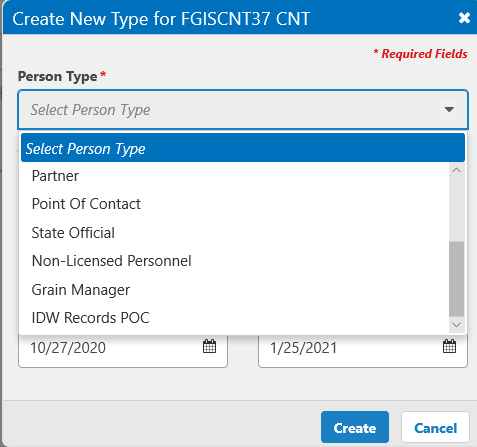 Create New Type for FGISCNT37 CNT
* Required Fields
Person Type *
Select Person Type
Select Person Type
Partner
Point Of Contact
State Official
Non-Licensed Personnel
Grain Manager
IDW Records POC
10/27/2020 1/25/2021
Create Cancel